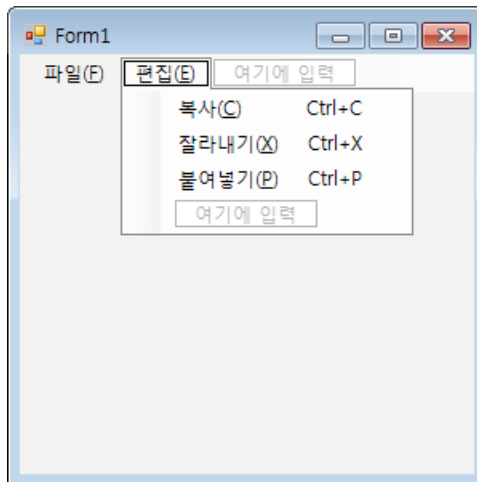 Form1
파일(F) 편집(E) 여기에 입력
복사(C) Ctrl+C
잘라내기(X) Ctrl+X
붙여넣기(P) Ctrl+P
여기에 입력